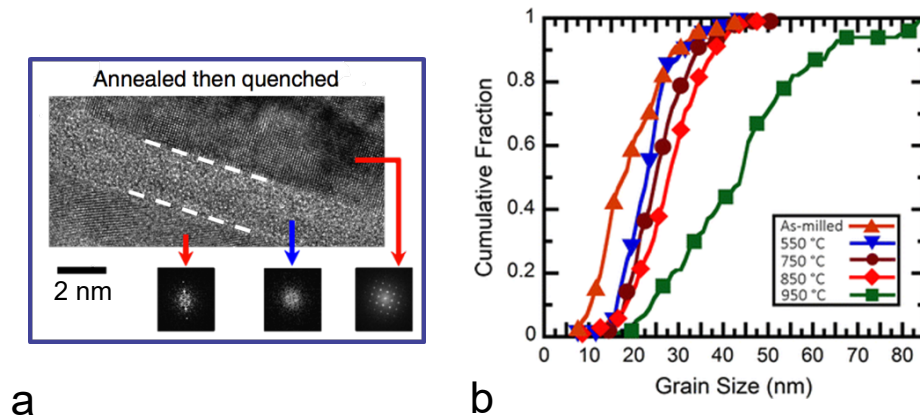 Annealed then quenched
2 nm
a
b
Cumulative Fraction
1
0.8
0.6
0.4
0.2
0
As-milled
550 °C
750 °C
850 °C
950 °C
0 10 20 30 40 50 60 70 80
Grain Size (nm)